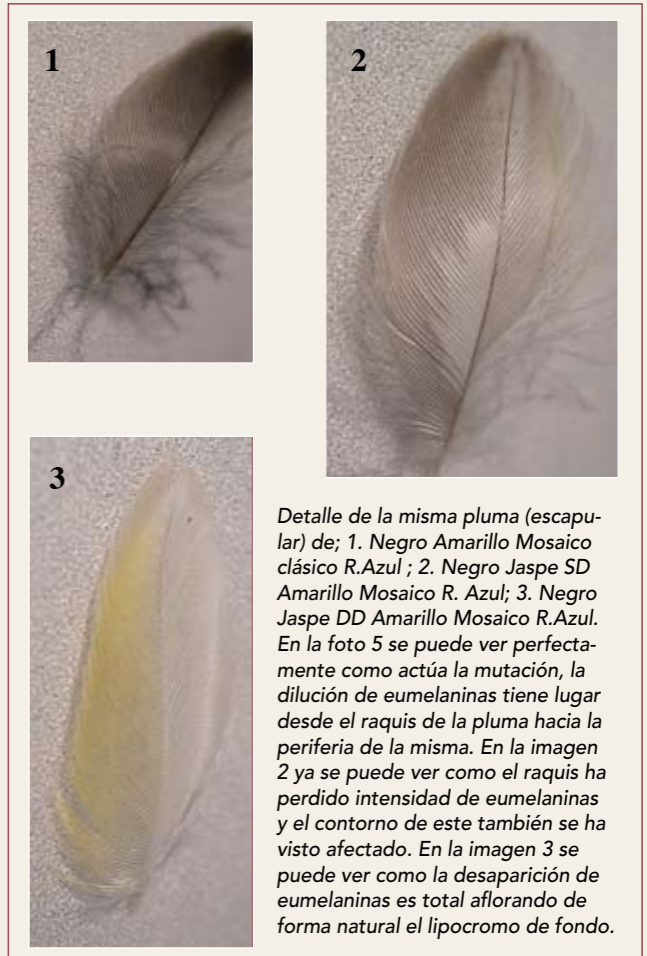 1
2
3
Detalle de la misma pluma (escapu-
lar) de; 1. Negro Amarillo Mosaico
clásico R.Azul ; 2. Negro Jaspe SD
Amarillo Mosaico R. Azul; 3. Negro
Jaspe DD Amarillo Mosaico R.Azul.
En la foto 5 se puede ver perfecta-
mente como actúa la mutación, la
dilución de eumelaninas tiene lugar
desde el raquis de la pluma hacia la
periferia de la misma. En la imagen
2 ya se puede ver como el raquis ha
perdido intensidad de eumelaninas
y el contorno de este también se ha
visto afectado. En la imagen 3 se
puede ver como la desaparición de
eumelaninas es total aflorando de
forma natural el lipocromo de fondo.